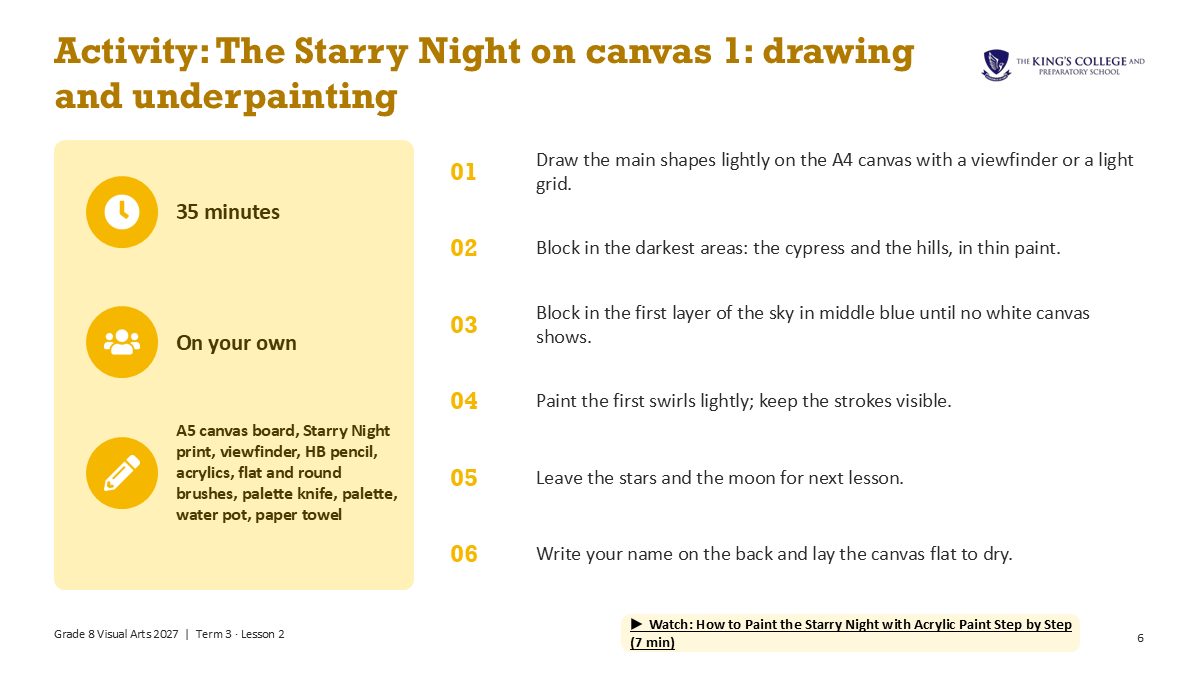 Activity: The Starry Night on canvas 1: drawing
and underpainting
THE KING'S COLLEGE AND
PREPARATORY SCHOOL
35 minutes
On your own
A5 canvas board, Starry Night
print, viewfinder, HB pencil,
acrylics, flat and round
brushes, palette knife, palette,
water pot, paper towel
01
Draw the main shapes lightly on the A4 canvas with a viewfinder or a light
grid.
02
Block in the darkest areas: the cypress and the hills, in thin paint.
03
Block in the first layer of the sky in middle blue until no white canvas
shows.
04
Paint the first swirls lightly; keep the strokes visible.
05
Leave the stars and the moon for next lesson.
06
Write your name on the back and lay the canvas flat to dry.
Grade 8 Visual Arts 2027 | Term 3 · Lesson 2
▶ Watch: How to Paint the Starry Night with Acrylic Paint Step by Step
(7 min)
6